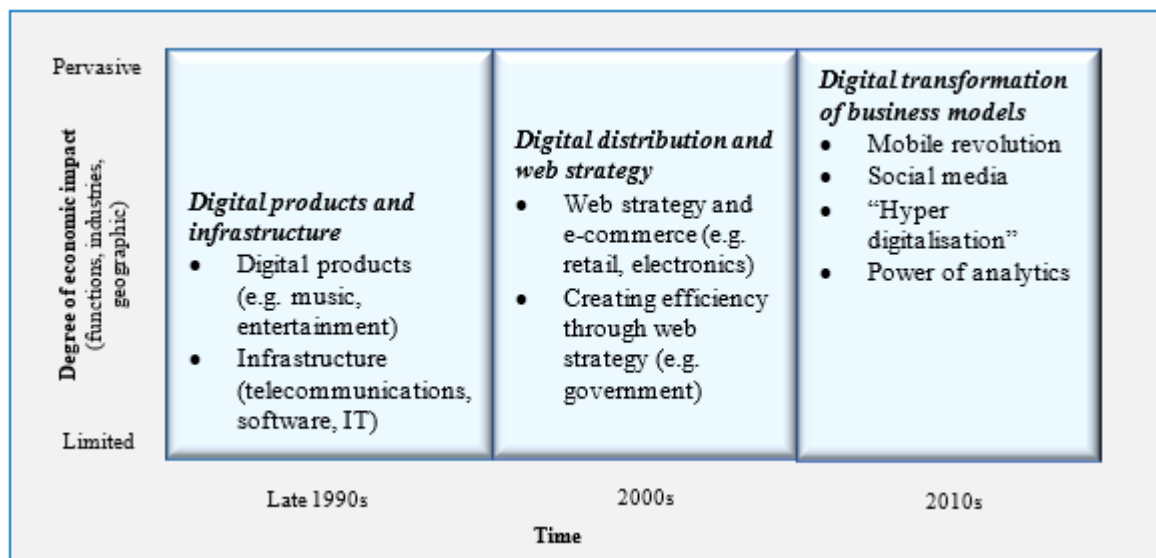 Pervasive
Degree of economic impact
(functions, industries,
geographic)
Limited
Digital products and
infrastructure
● Digital products
(e.g. music,
entertainment)
● Infrastructure
(telecommunications,
software, IT)
Digital distribution and
web strategy
● Web strategy and
e-commerce (e.g.
retail, electronics)
● Creating efficiency
through web
strategy (e.g.
government)
Digital transformation
of business models
● Mobile revolution
● Social media
● “Hyper
digitalisation”
● Power of analytics
Late 1990s
2000s
2010s
Time